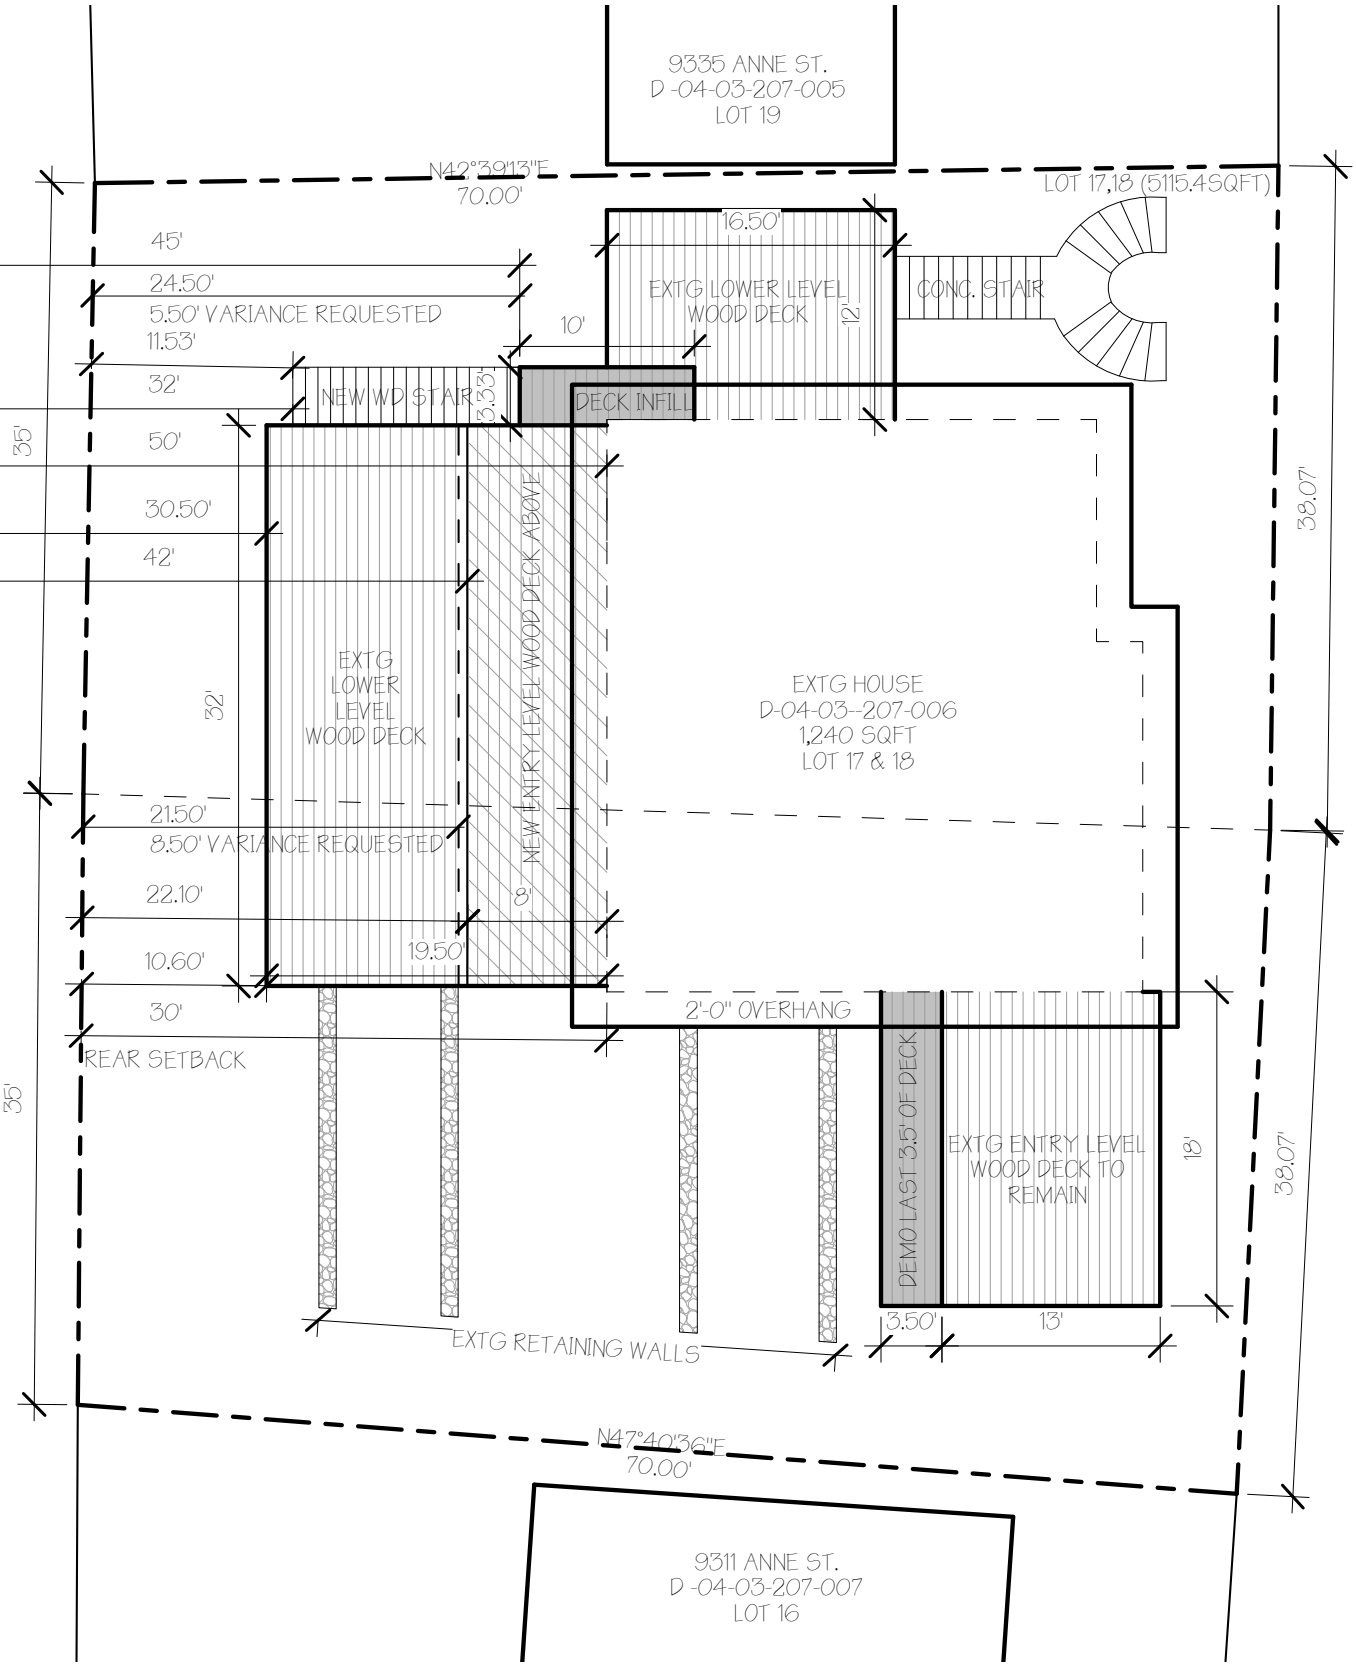 9335 ANNE ST.
D -04-03-207-005
LOT 19
N42°39'13"E
70.00'
LOT 17,18 (5115.4SQFT)
45'
16.50'
24.50'
EXTG LOWER LEVEL
WOOD DECK
12'
CONC. STAIR
5.50' VARIANCE REQUESTED
10'
11.53'
32'
NEW WD STAIR
3.33'
DECK INFILL
35'
50'
38.07'
30.50'
42'
NEW ENTRY LEVEL WOOD DECK ABOVE
32'
EXTG
LOWER
LEVEL
WOOD DECK
EXTG HOUSE
D-04-03--207-006
1,240 SQFT
LOT 17 & 18
21.50'
8.50' VARIANCE REQUESTED
22.10'
8'
19.50'
10.60'
30'
2'-0" OVERHANG
REAR SETBACK
35'
DEMO LAST 3.5' OF DECK
EXTG ENTRY LEVEL
WOOD DECK TO
REMAIN
18'
38.07'
3.50'
13'
EXTG RETAINING WALLS
N47°40'36"E
70.00'
9311 ANNE ST.
D -04-03-207-007
LOT 16